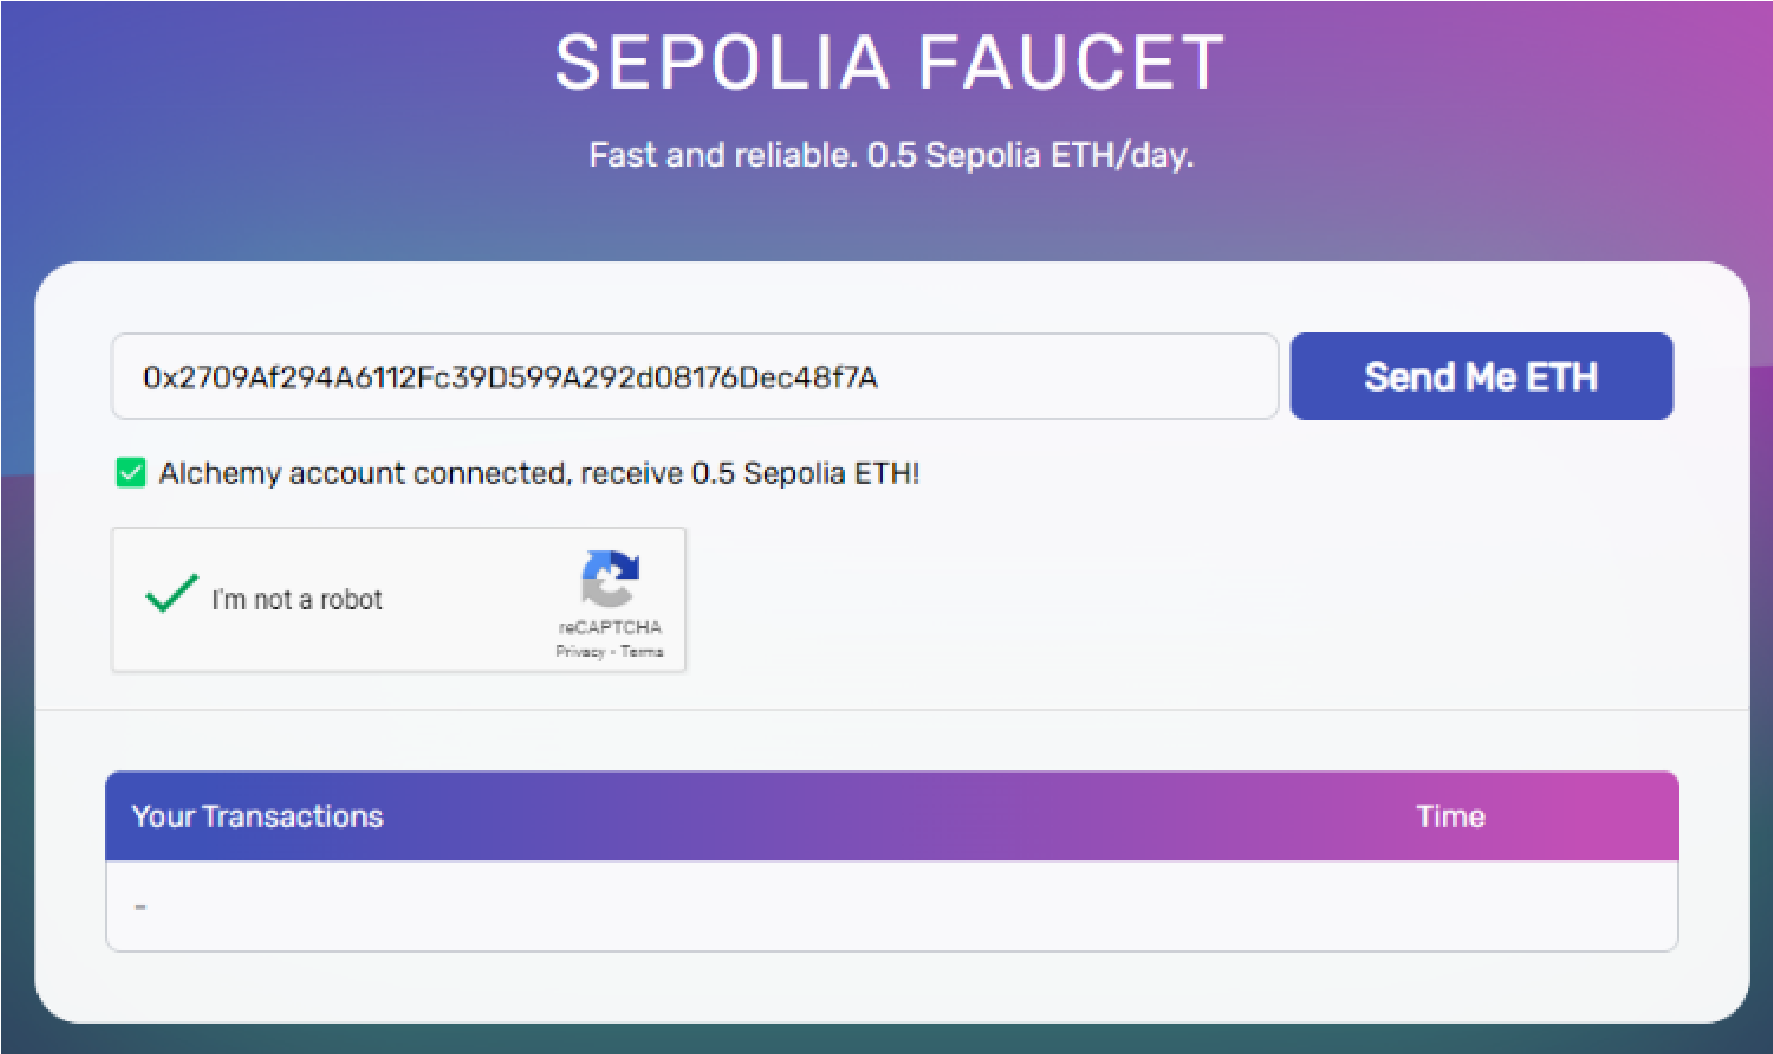 SEPOLIA FAUCET
Fast and reliable. 0.5 Sepolia ETH/day.
0x2709Af294A6112Fc39D599A292d08176Dec48f7A
Send Me ETH
Alchemy account connected, receive 0.5 Sepolia ETH!
I'm not a robot
reCAPTCHA
Privacy - Terms
Your Transactions
Time
-